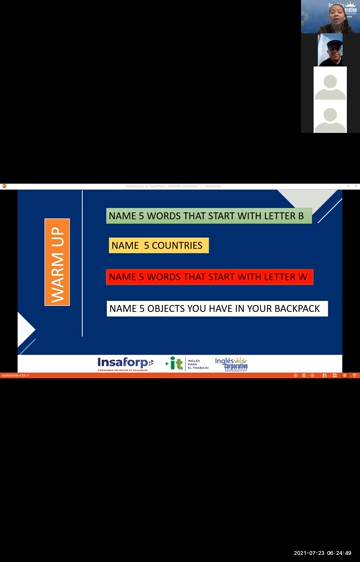 WARM UP
NAME 5 WORDS THAT START WITH LETTER B
NAME 5 COUNTRIES
NAME 5 WORDS THAT START WITH LETTER W
NAME 5 OBJECTS YOU HAVE IN YOUR BACKPACK
Insaforp
it
INGLÉS
PARA
EL TRABAJO
Inglés
corporativo
2021-07-23 06:24:49